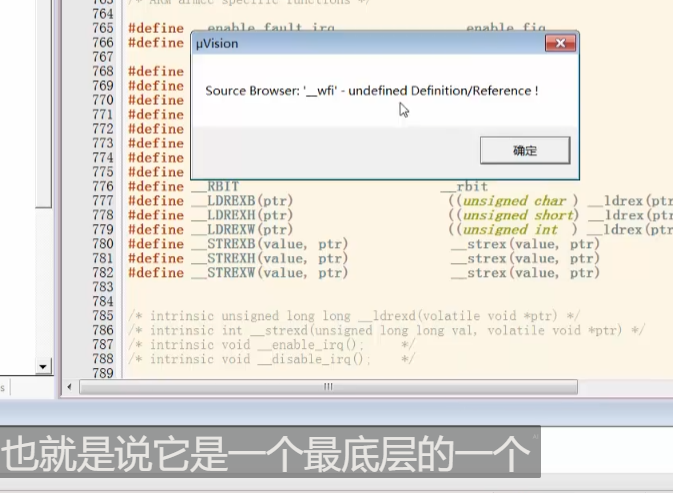 763 /* ARM armcc specific functions */
764
765 #define __enable_fault_irq __enable_fiq
766 #define
767
768 #define
769 #define
770 #define
771 #define
772 #define
773 #define
774 #define
775 #define
776 #define __RBIT __rbit
777 #define __LDREXB(ptr) ((unsigned char ) __ldrex(ptr
778 #define __LDREXH(ptr) ((unsigned short) __ldrex(ptr
779 #define __LDREXW(ptr) ((unsigned int ) __ldrex(ptr
780 #define __STREXB(value, ptr) __strex(value, ptr)
781 #define __STREXH(value, ptr) __strex(value, ptr)
782 #define __STREXW(value, ptr) __strex(value, ptr)
783
784
785 /* intrinsic unsigned long long __ldrexd(volatile void *ptr) */
786 /* intrinsic int __strexd(unsigned long long val, volatile void *ptr) */
787 /* intrinsic void __enable_irq(); */
788 /* intrinsic void __disable_irq(); */
789
µVision
Source Browser: '__wfi' - undefined Definition/Reference !
确定
s
也就是说它是一个最底层的一个